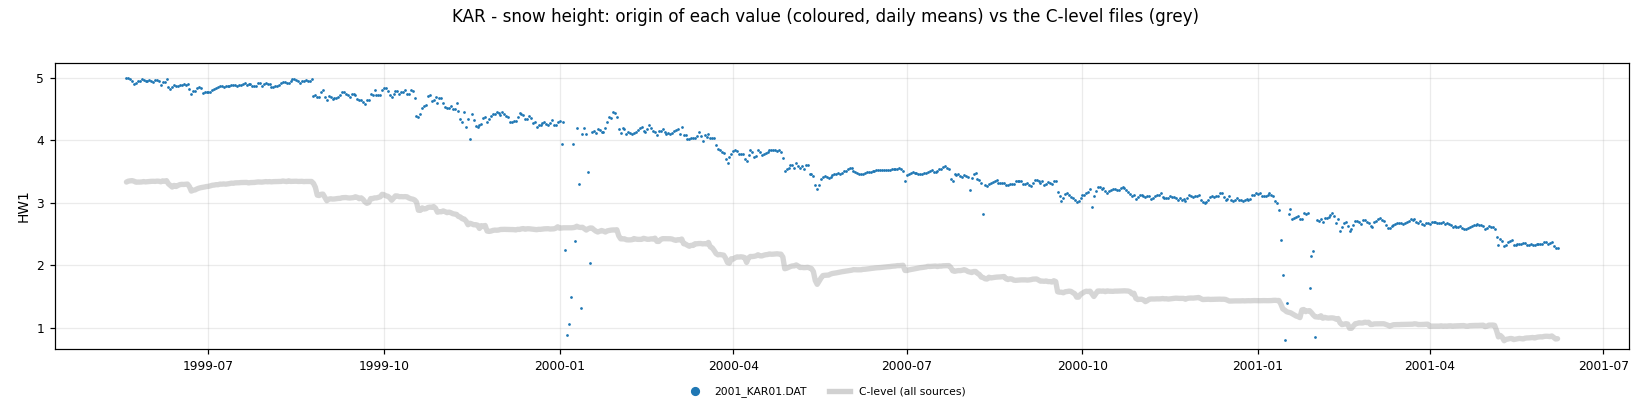 KAR - snow height: origin of each value (coloured, daily means) vs the C-level files (grey)
HW1
5
4
3
2
1
1999-07 1999-10 2000-01 2000-04 2000-07 2000-10 2001-01 2001-04 2001-07
2001_KAR01.DAT C-level (all sources)